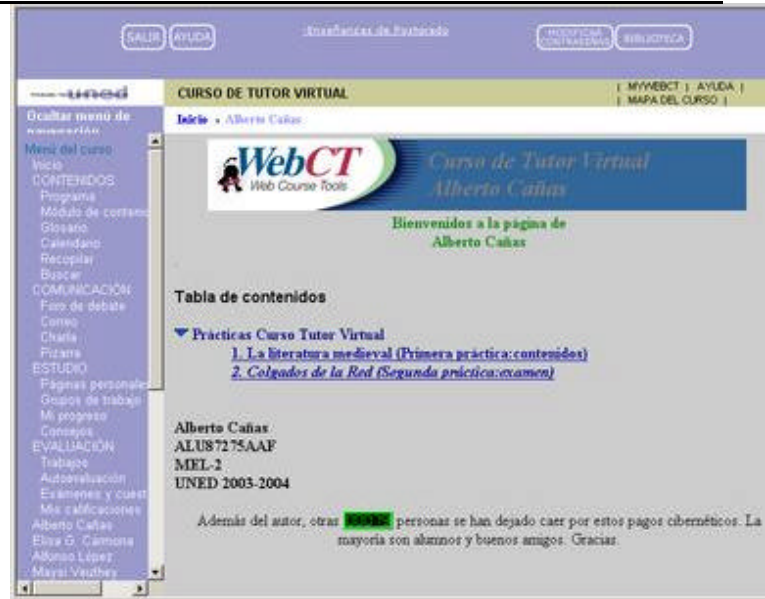 SALIR
AYUDA
Enseñanzas de Postgrado
MODIFICAR CONTRASEÑAS
BIBLIOTECA
uned
CURSO DE TUTOR VIRTUAL
| MYWEBCT | AYUDA |
| MAPA DEL CURSO |
Ocultar menú de
navegación
Inicio › Alberto Cañas
Menú del curso
Inicio
CONTENIDOS
Programa
Módulo de conteni
Glosario
Calendario
Recopilar
Buscar
COMUNICACIÓN
Foro de debate
Correo
Charla
Pizarra
ESTUDIO
Páginas personale
Grupos de trabajo
Mi progreso
Consejos
EVALUACIÓN
Trabajos
Autoevaluación
Exámenes y cuest
Mis calificaciones
Alberto Cañas
Elisa G. Carmona
Alfonso López
Maysi Veuthey
WebCT
Web Course Tools
Curso de Tutor Virtual
Alberto Cañas
Bienvenidos a la página de
Alberto Cañas
Tabla de contenidos
Prácticas Curso Tutor Virtual
1. La literatura medieval (Primera práctica:contenidos)
2. Colgados de la Red (Segunda práctica:examen)
Alberto Cañas
ALU87275AAF
MEL-2
UNED 2003-2004
Además del autor, otras personas se han dejado caer por estos pagos cibernéticos. La
mayoría son alumnos y buenos amigos. Gracias.